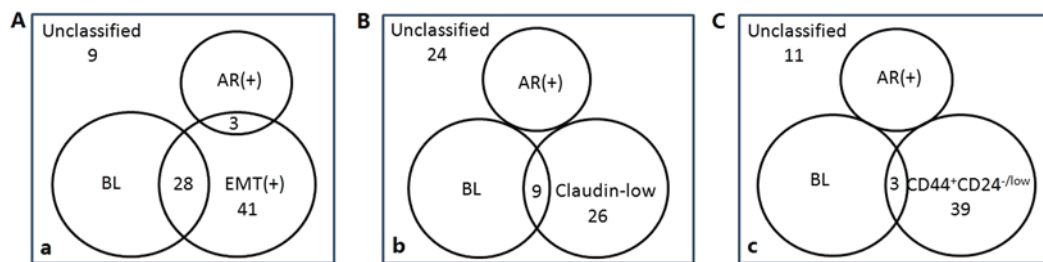 A
Unclassified
9
AR(+)
3
BL
28
EMT(+)
41
a
B
Unclassified
24
AR(+)
BL
9
Claudin-low
26
b
C
Unclassified
11
AR(+)
BL
3
CD44⁺CD24⁻/low
39
c